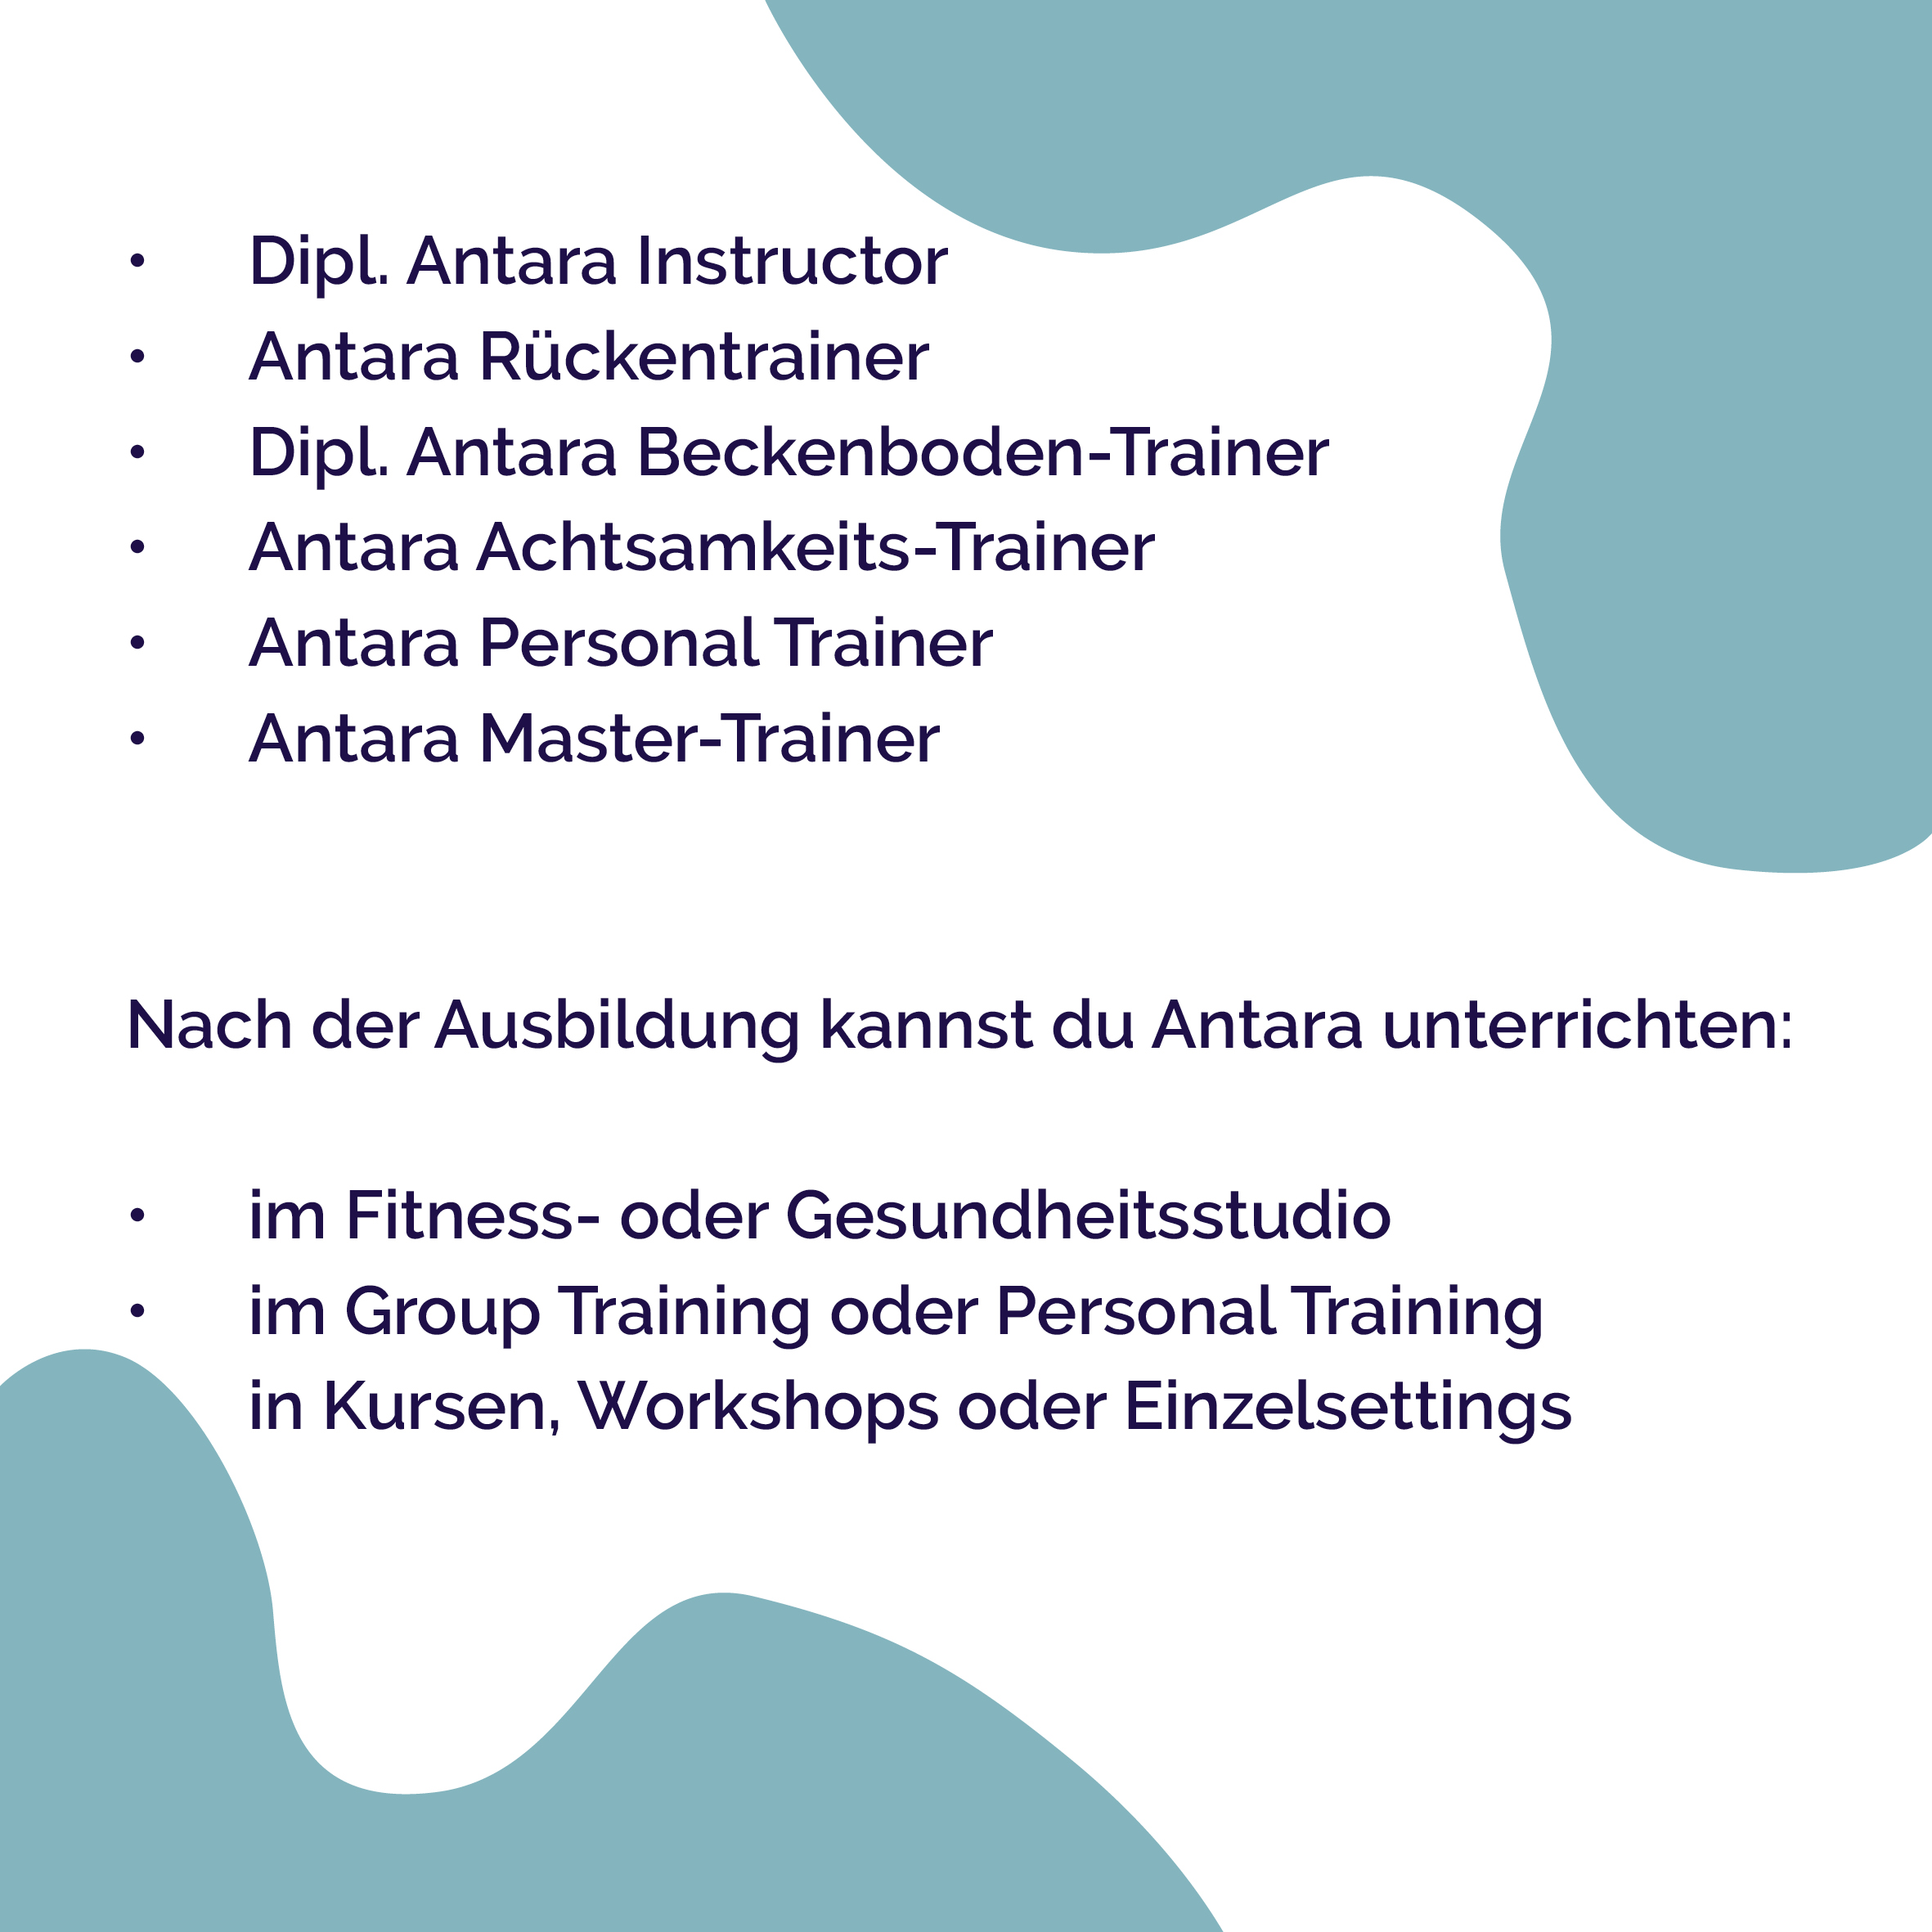 • Dipl. Antara Instructor
• Antara Rückentrainer
• Dipl. Antara Beckenboden-Trainer
• Antara Achtsamkeits-Trainer
• Antara Personal Trainer
• Antara Master-Trainer
Nach der Ausbildung kannst du Antara unterrichten:
• im Fitness- oder Gesundheitsstudio
• im Group Training oder Personal Training
in Kursen, Workshops oder Einzelsettings